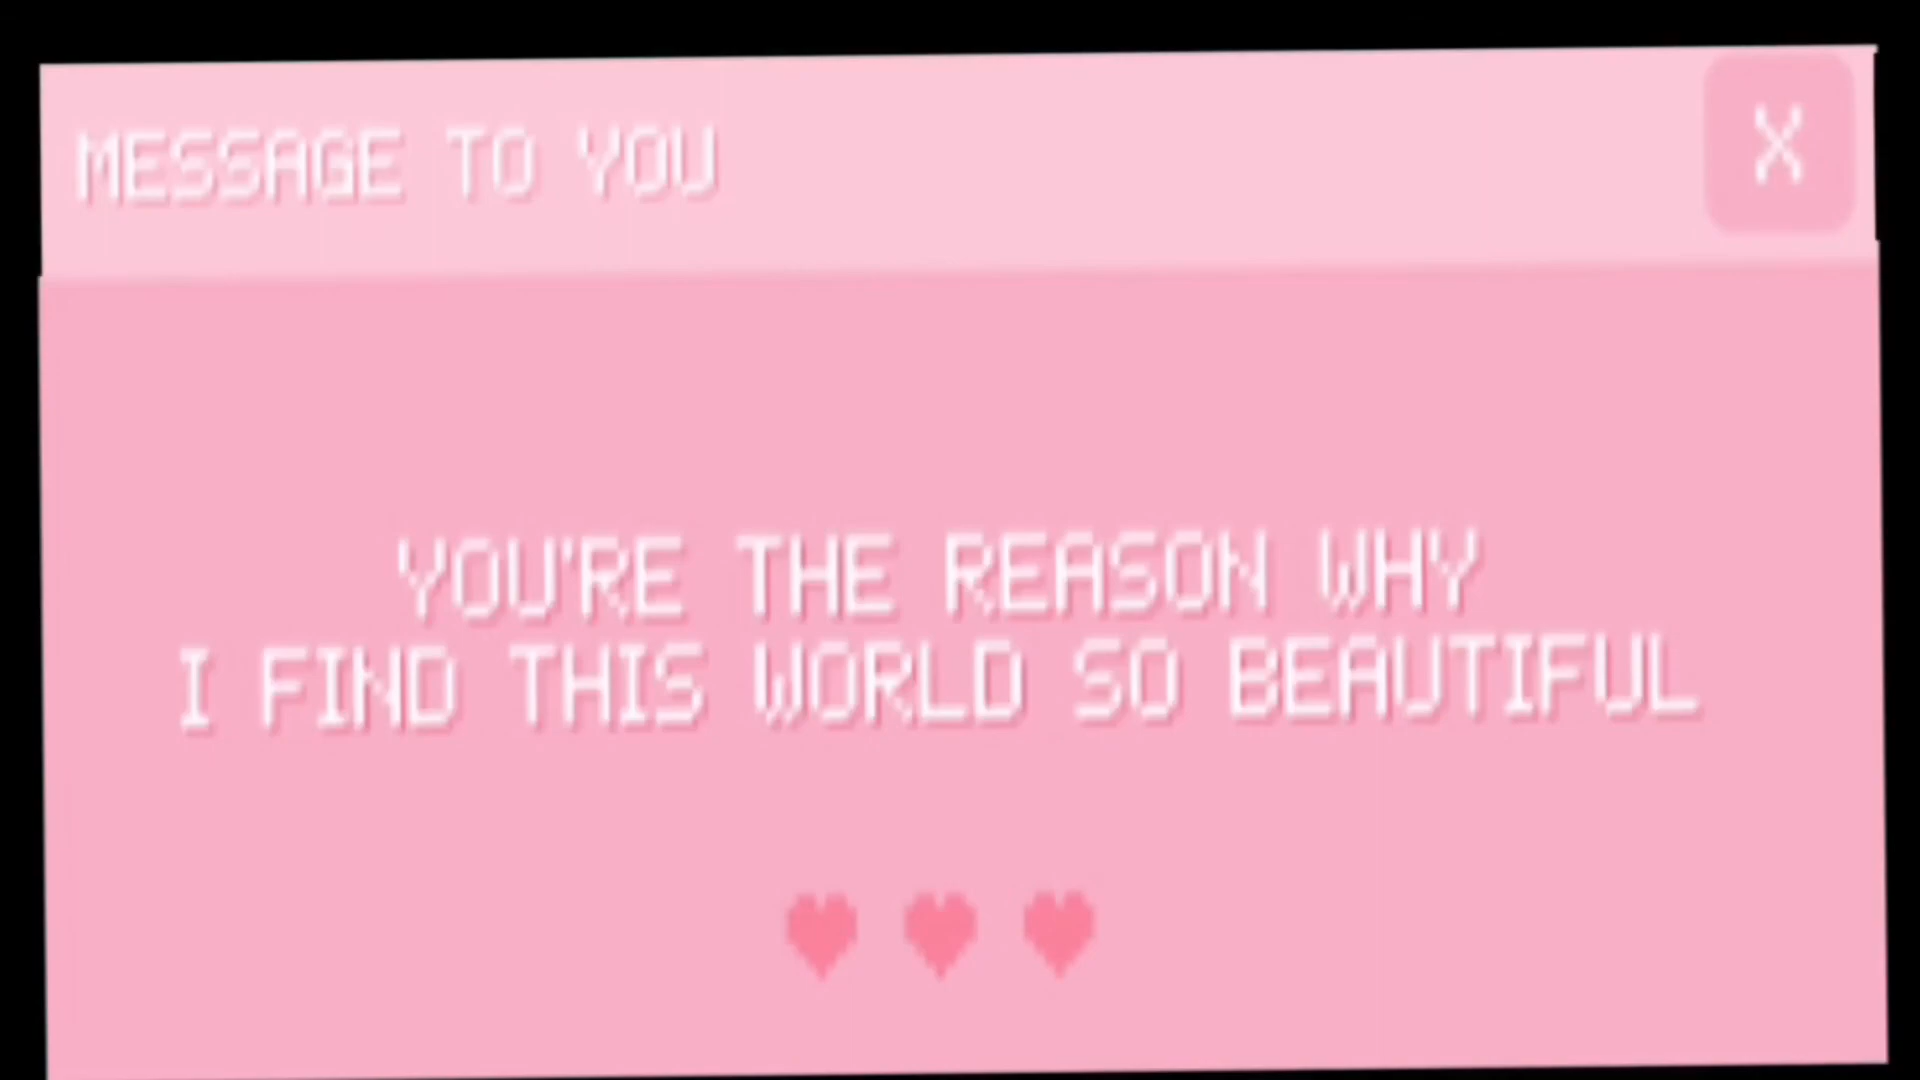 MESSAGE TO YOU
X
YOU'RE THE REASON WHY
I FIND THIS WORLD SO BEAUTIFUL